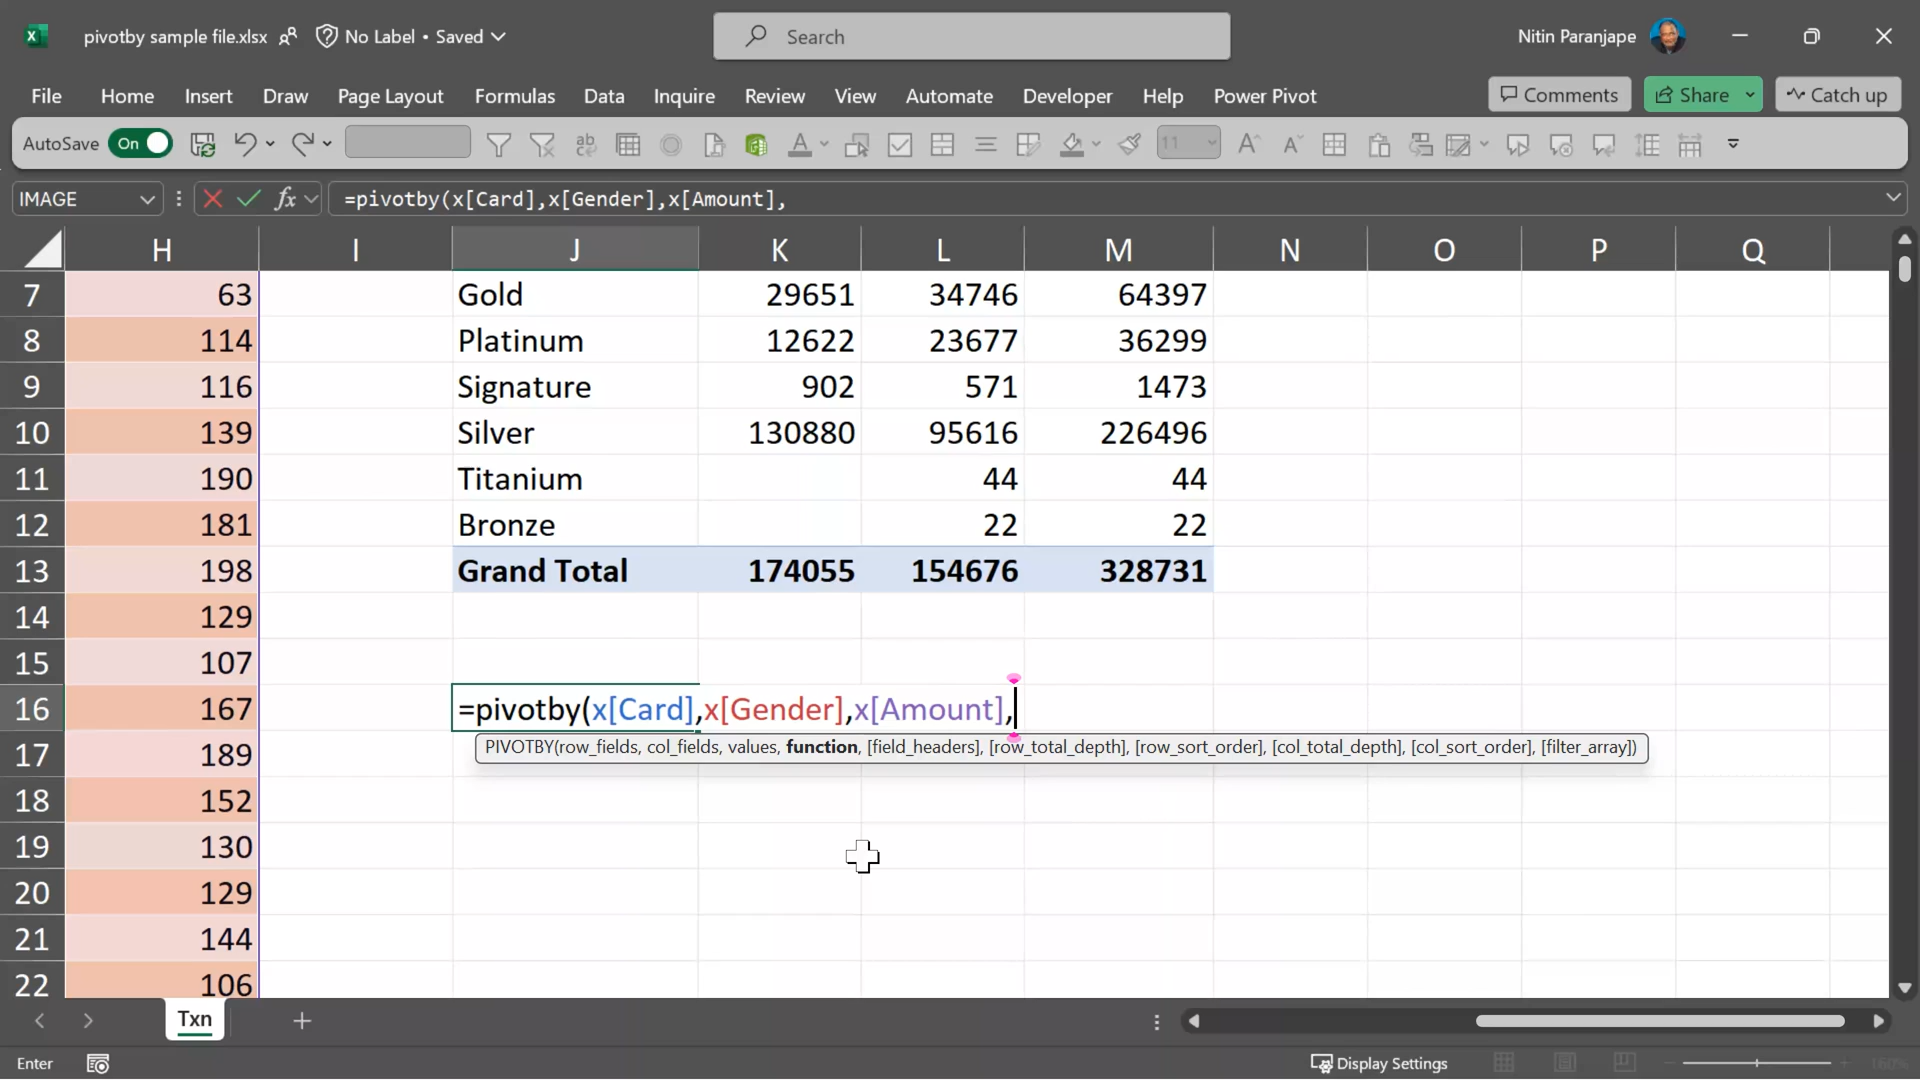 pivotby sample file.xlsx No Label • Saved Search Nitin Paranjape
File Home Insert Draw Page Layout Formulas Data Inquire Review View Automate Developer Help Power Pivot Comments Share Catch up
AutoSave On 11
IMAGE fx =pivotby(x[Card],x[Gender],x[Amount],
H I J K L M N O P Q
7 63 Gold 29651 34746 64397
8 114 Platinum 12622 23677 36299
9 116 Signature 902 571 1473
10 139 Silver 130880 95616 226496
11 190 Titanium 44 44
12 181 Bronze 22 22
13 198 Grand Total 174055 154676 328731
14 129
15 107
16 167 =pivotby(x[Card],x[Gender],x[Amount],
17 189 PIVOTBY(row_fields, col_fields, values, function, [field_headers], [row_total_depth], [row_sort_order], [col_total_depth], [col_sort_order], [filter_array])
18 152
19 130
20 129
21 144
22 106
Txn
Enter Display Settings